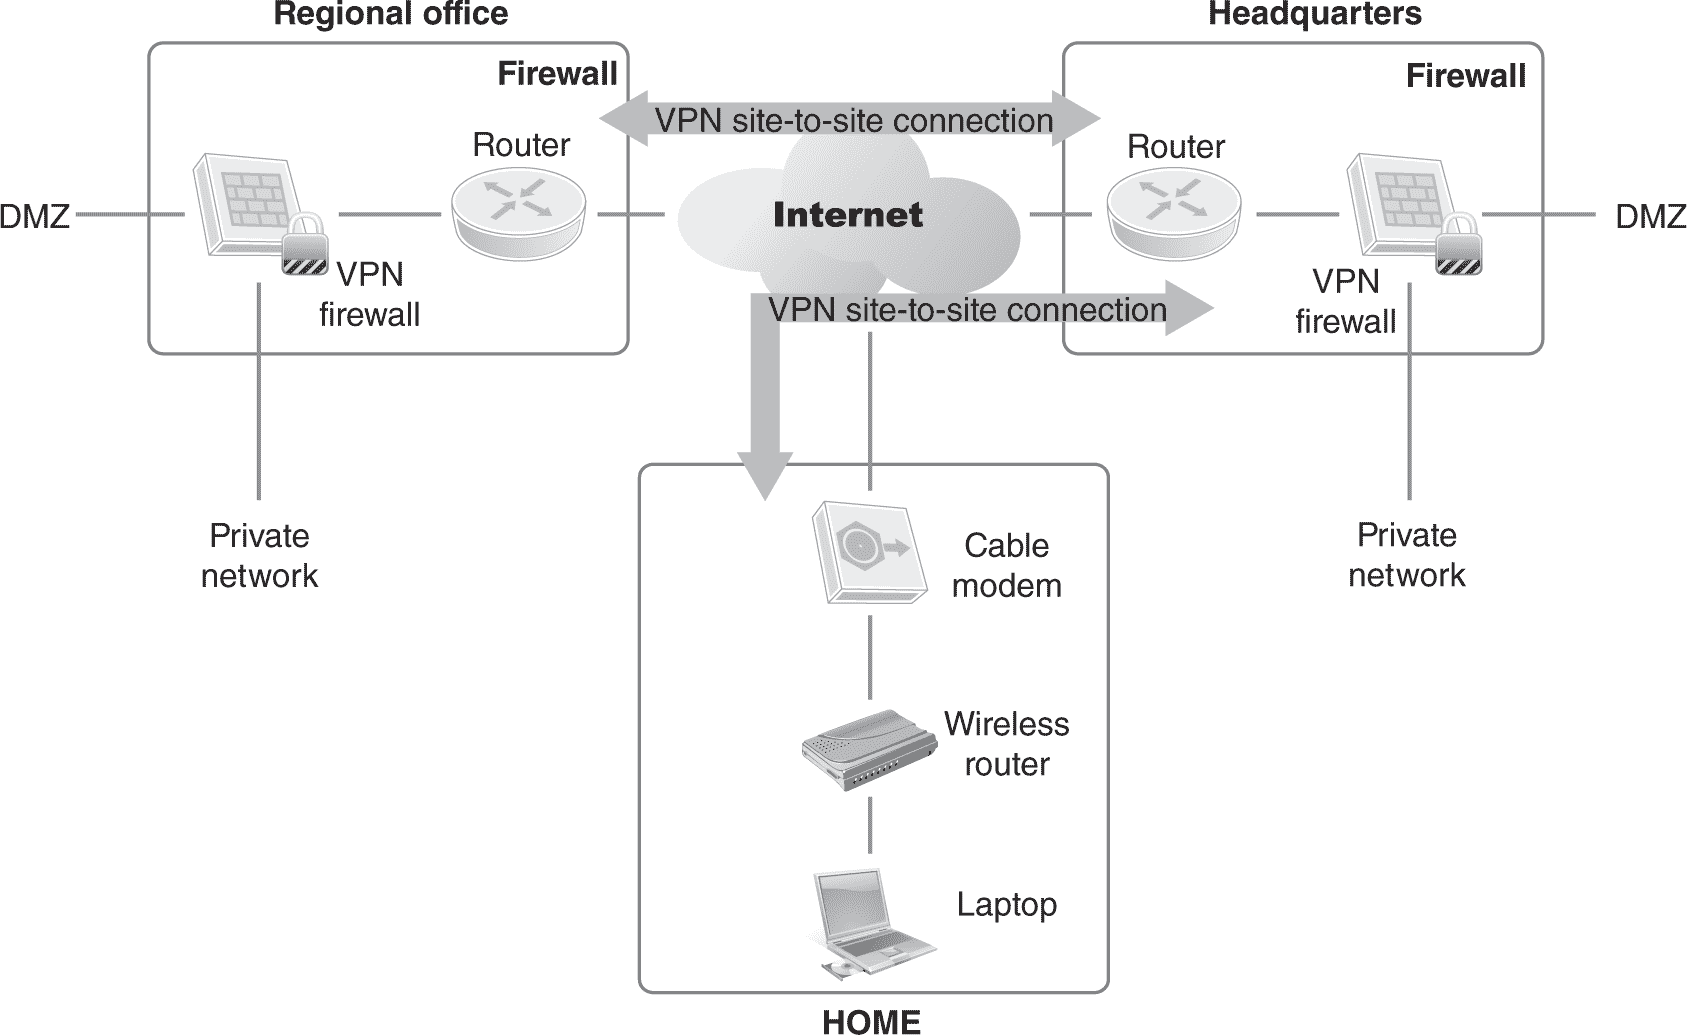 Regional office
Headquarters
Firewall
Firewall
VPN site-to-site connection
Router
Router
DMZ
Internet
DMZ
VPN
firewall
VPN
firewall
VPN site-to-site connection
Private
network
Private
network
Cable
modem
Wireless
router
Laptop
HOME